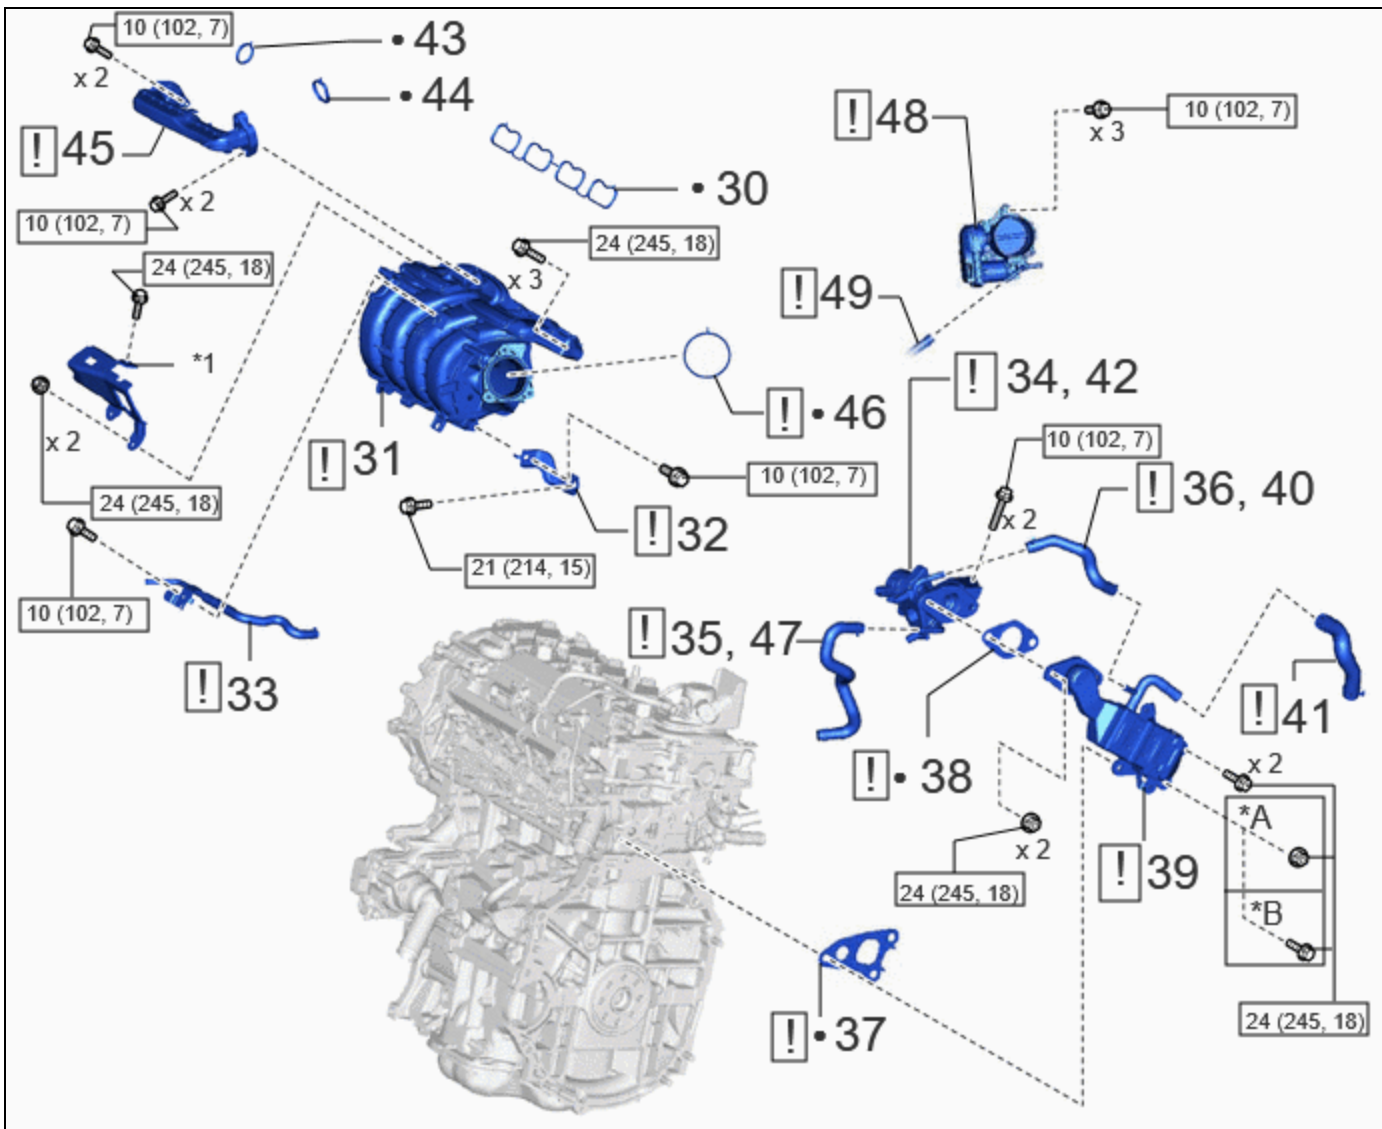 10 (102, 7)
x 2
• 43
• 44
! 45
! 48
10 (102, 7)
x 3
• 30
x 2
10 (102, 7)
24 (245, 18)
24 (245, 18)
x 3
! 49
*1
! 34, 42
! • 46
x 2
10 (102, 7)
! 31
10 (102, 7)
! 36, 40
24 (245, 18)
x 2
! 32
21 (214, 15)
10 (102, 7)
! 35, 47
! 33
! 41
! • 38
x 2
*A
x 2
! 39
24 (245, 18)
*B
24 (245, 18)
! • 37